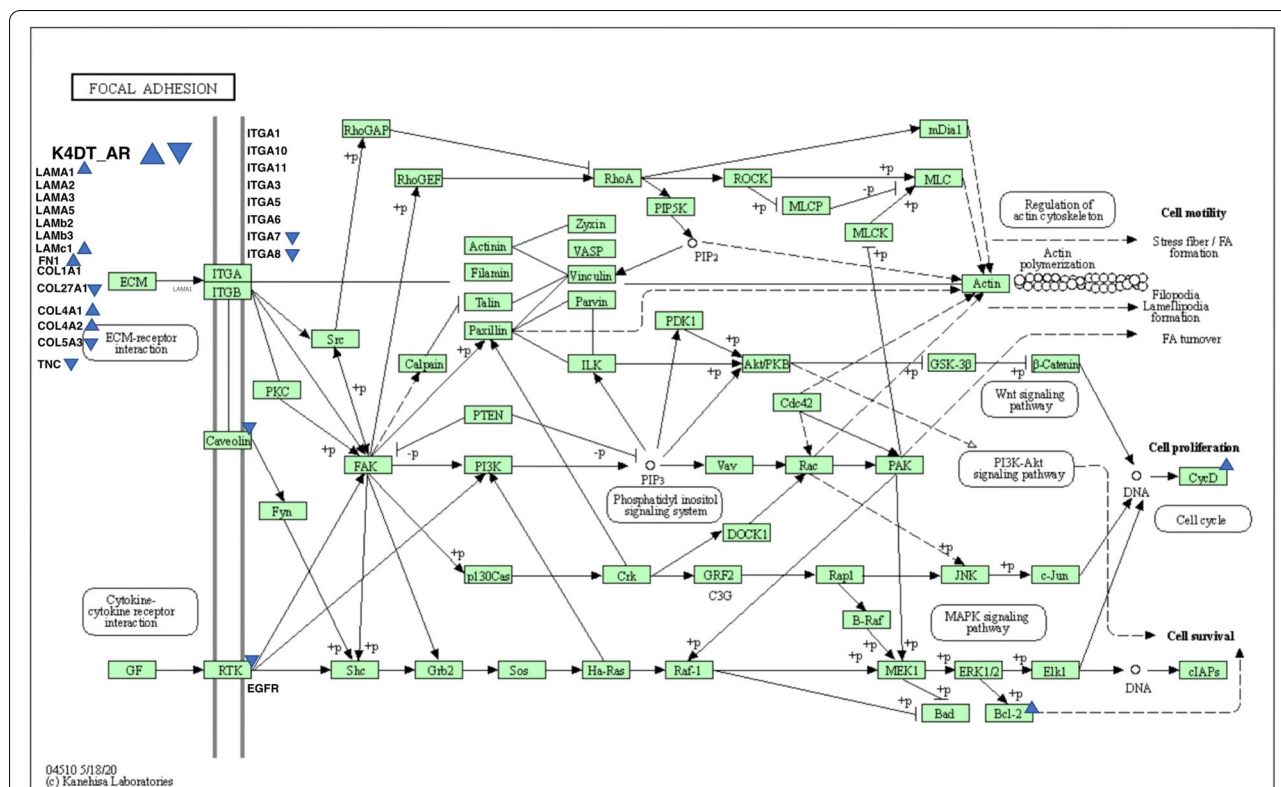 FOCAL ADHESION
K4DT_AR
LAMA1
LAMA2
LAMA3
LAMA5
LAMb2
LAMb3
LAMc1
FN1
COL1A1
COL27A1
COL4A1
COL4A2
COL5A3
TNC
ITGA1
ITGA10
ITGA11
ITGA3
ITGA5
ITGA6
ITGA7
ITGA8
ECM
LAMA1
ITGA
ITGB
ECM-receptor
interaction
Caveolin
Cytokine-
cytokine receptor
interaction
GF
RTK
EGFR
RhoGAP
+p
RhoGEF
+p
RhoA
ROCK
+p
MLC
mDia1
PIP5K
+p
MLCP
-p
MLCK
+p
PIP2
Actinin
Filamin
Talin
Paxillin
+p
Zyxin
VASP
Vinculin
Parvin
ILK
Src
+p
Calpain
PKC
+p
PTEN
-p
-p
FAK
PI3K
PIP3
Phosphatidyl inositol
signaling system
PDK1
+p
Akt/PKB
+p
+p
GSK-3β
+p
β-Catenin
Wnt signaling
pathway
Cdc42
Vav
Rac
PAK
PI3K-Akt
signaling pathway
Regulation of
actin cytoskeleton
Actin
Actin
polymerization
Cell motility
Stress fiber / FA
formation
Filopodia
Lamellipodia
formation
FA turnover
Cell proliferation
DNA
CycD
Cell cycle
Fyn
DOCK1
+p
p130Cas
Crk
GRF2
C3G
Rap1
+p
JNK
+p
c-Jun
B-Raf
MAPK signaling
pathway
+p
+p
Shc
Grb2
Sos
Ha-Ras
+p
Raf-1
+p
+p
+p
MEK1
+p
ERK1/2
+p
Elk1
DNA
cIAPs
Cell survival
+p
+p
Bad
+p
Bcl-2
04510 5/18/20
(c) Kanehisa Laboratories